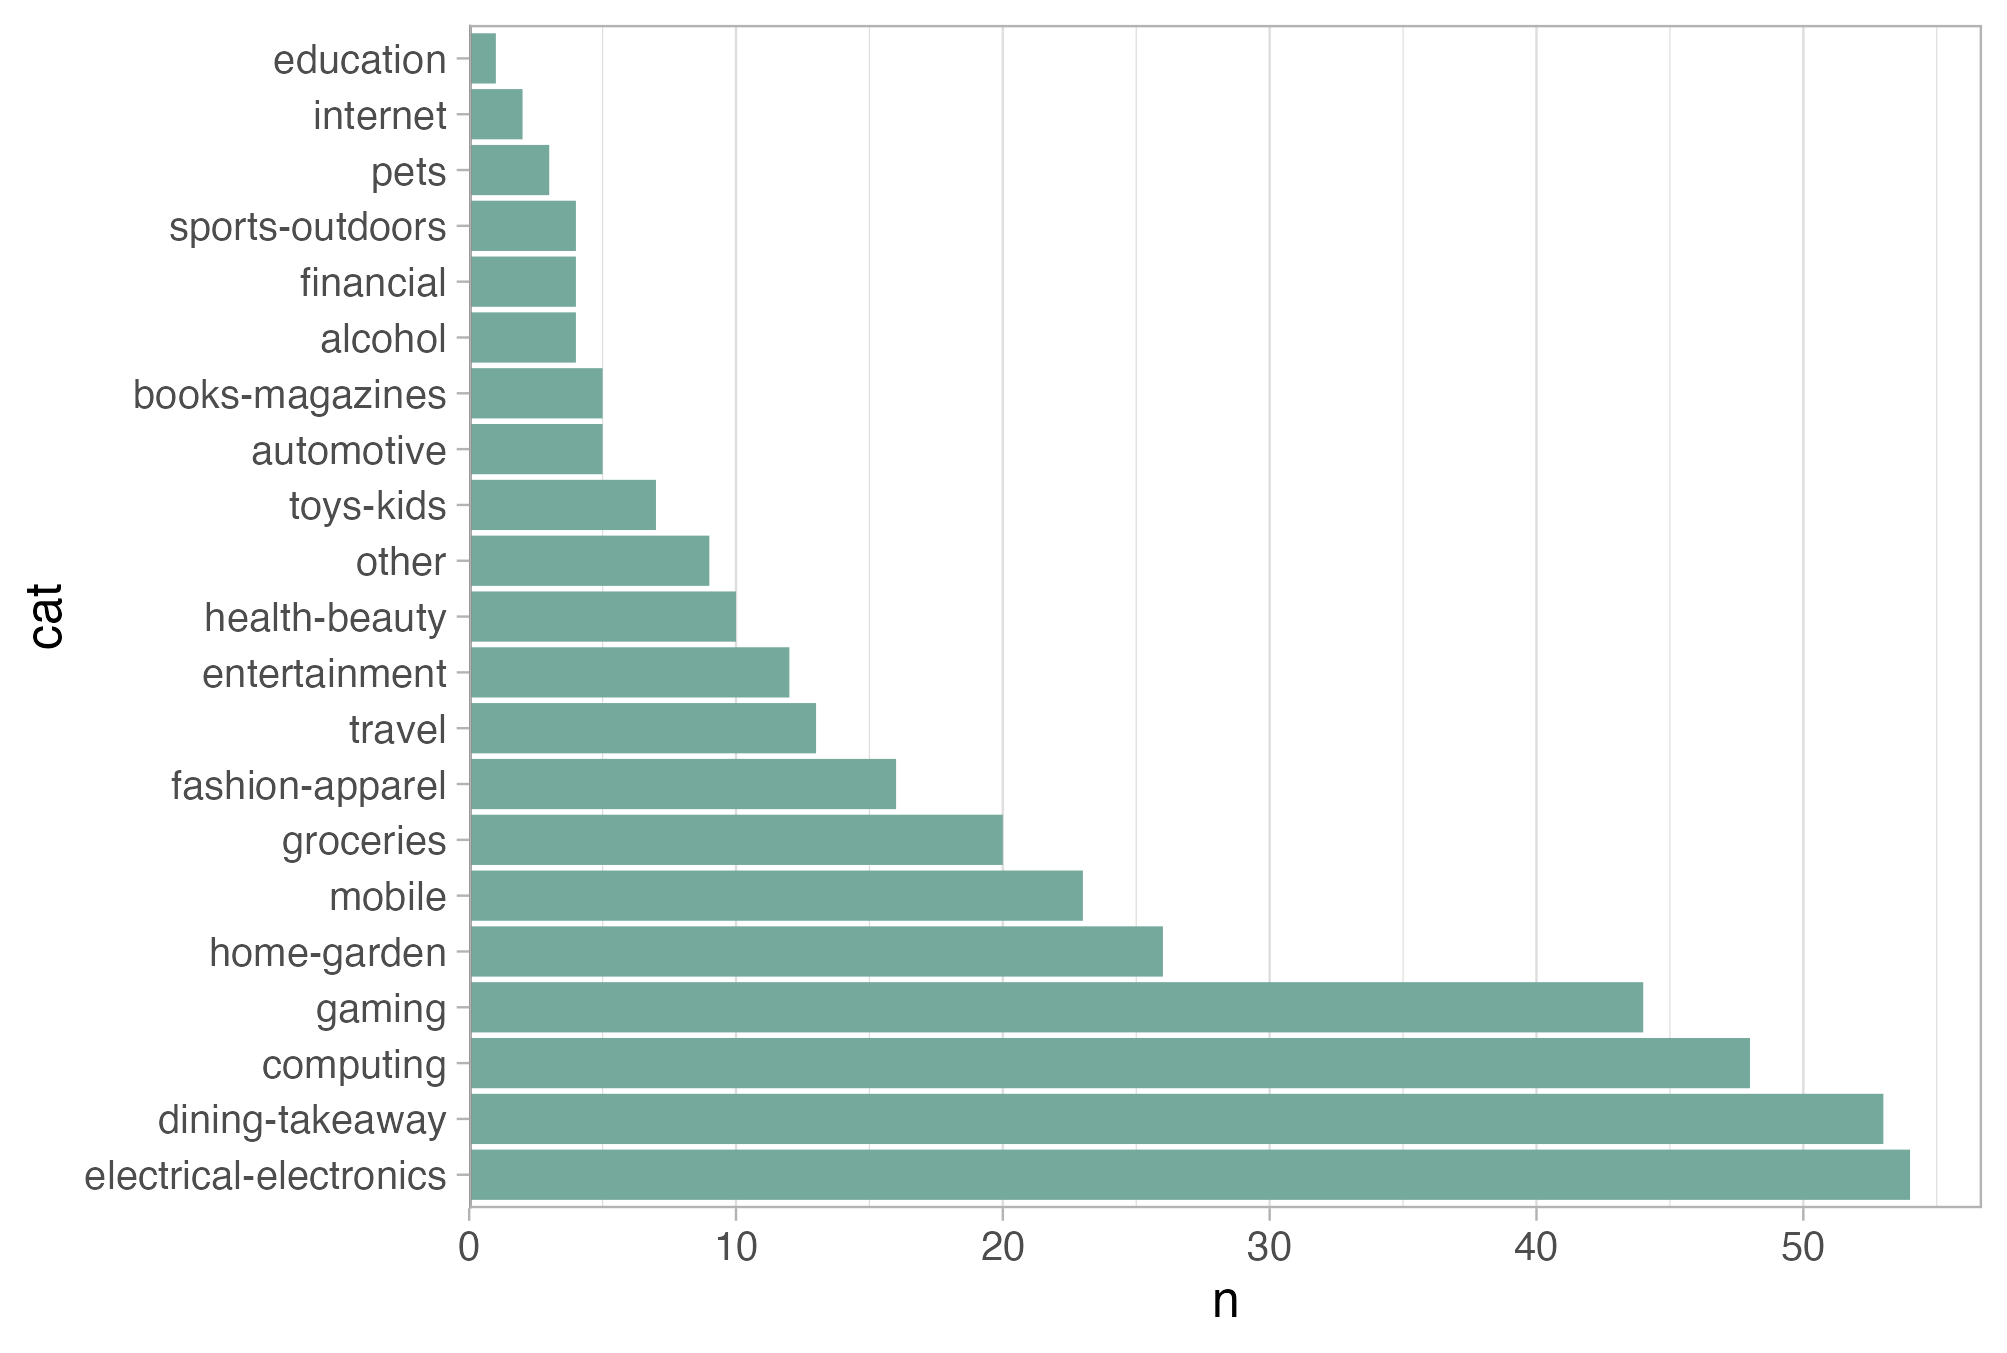 education
internet
pets
sports-outdoors
financial
alcohol
books-magazines
automotive
toys-kids
other
health-beauty
entertainment
travel
fashion-apparel
groceries
mobile
home-garden
gaming
computing
dining-takeaway
electrical-electronics
cat
0 10 20 30 40 50
n